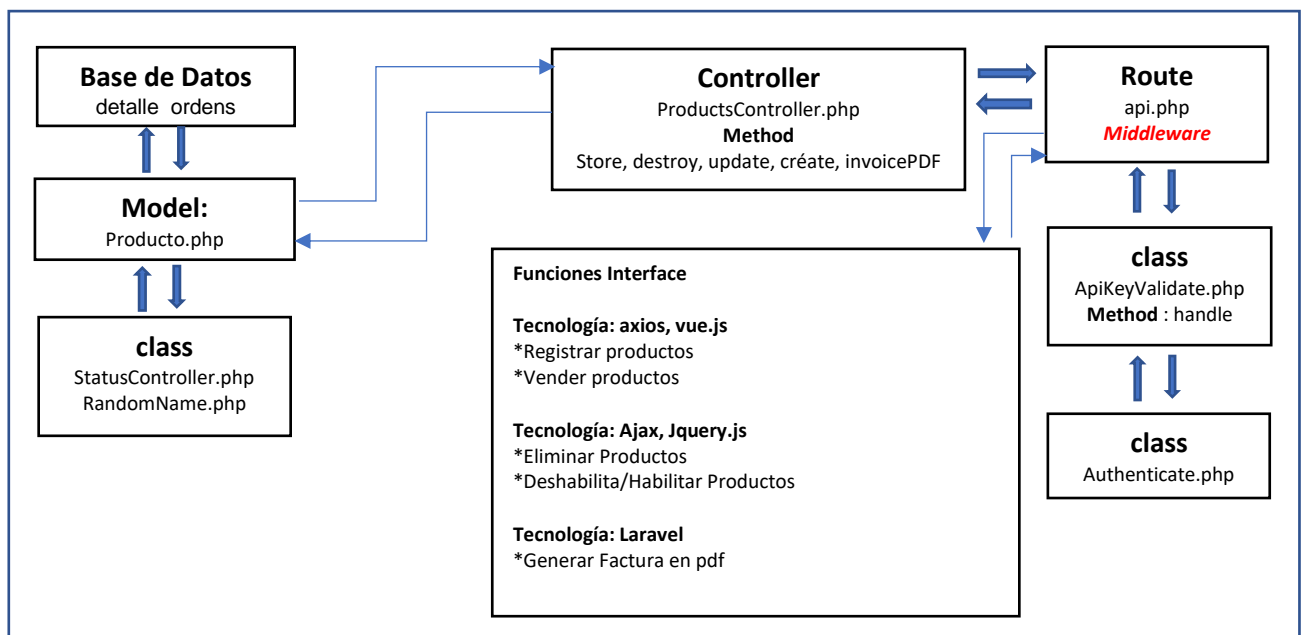 Base de Datos
detalle ordens
Model:
Producto.php
class
StatusController.php
RandomName.php
Controller
ProductsController.php
Method
Store, destroy, update, créate, invoicePDF
Funciones Interface
Tecnología: axios, vue.js
*Registrar productos
*Vender productos
Tecnología: Ajax, Jquery.js
*Eliminar Productos
*Deshabilita/Habilitar Productos
Tecnología: Laravel
*Generar Factura en pdf
Route
api.php
Middleware
class
ApiKeyValidate.php
Method : handle
class
Authenticate.php